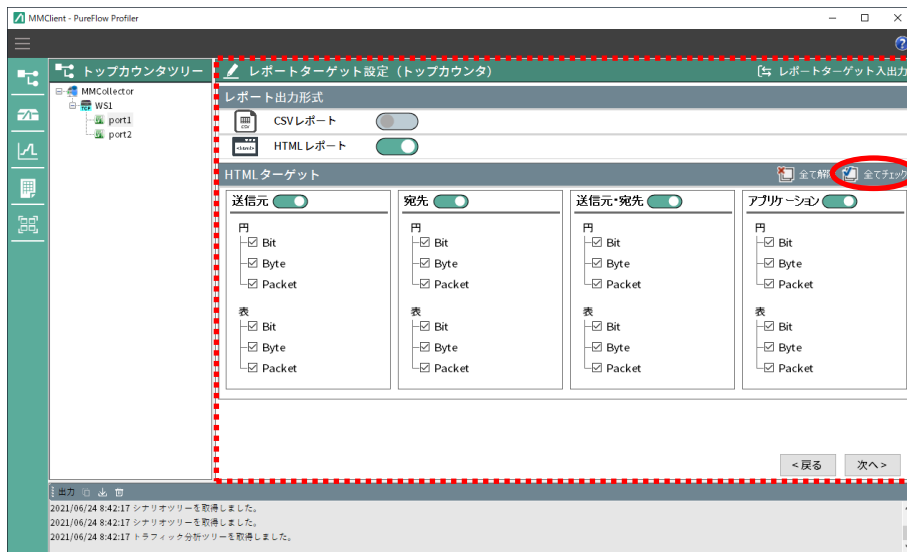 MMClient - PureFlow Profiler
トップカウンタツリー
MMCollector
WS1
port1
port2
レポートターゲット設定（トップカウンタ）
レポートターゲット入出力
レポート出力形式
CSVレポート
HTMLレポート
HTMLターゲット
全て解
全てチェック
送信元
円
Bit
Byte
Packet
表
Bit
Byte
Packet
宛先
円
Bit
Byte
Packet
表
Bit
Byte
Packet
送信元・宛先
円
Bit
Byte
Packet
表
Bit
Byte
Packet
アプリケーション
円
Bit
Byte
Packet
表
Bit
Byte
Packet
<戻る
次へ>
出力
2021/06/24 8:42:17 シナリオツリーを取得しました。
2021/06/24 8:42:17 シナリオツリーを取得しました。
2021/06/24 8:42:17 トラフィック分析ツリーを取得しました。